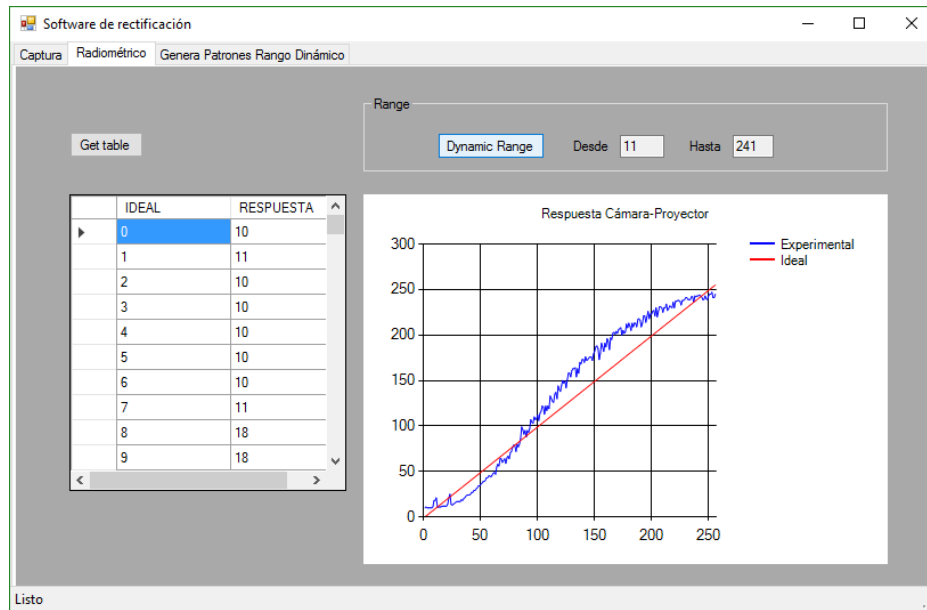 Software de rectificación
Captura Radiométrico Genera Patrones Rango Dinámico
Range
Get table
Dynamic Range Desde 11 Hasta 241
IDEAL RESPUESTA
0 10
1 11
2 10
3 10
4 10
5 10
6 10
7 11
8 18
9 18
Respuesta Cámara-Proyector
300
250
200
150
100
50
0
0 50 100 150 200 250
Experimental
Ideal
Listo